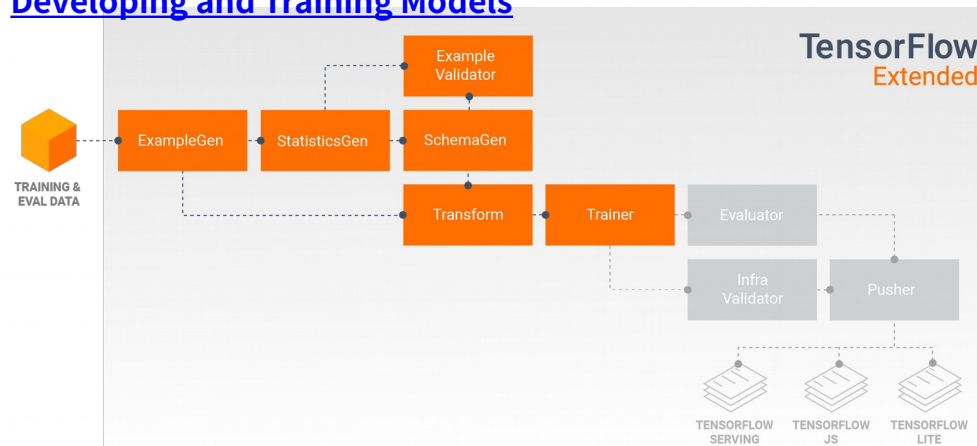 Developing and Training Models
TensorFlow
Extended
Example
Validator
ExampleGen
StatisticsGen
SchemaGen
TRAINING &
EVAL DATA
Transform
Trainer
Evaluator
Infra
Validator
Pusher
TENSORFLOW
SERVING
TENSORFLOW
JS
TENSORFLOW
LITE